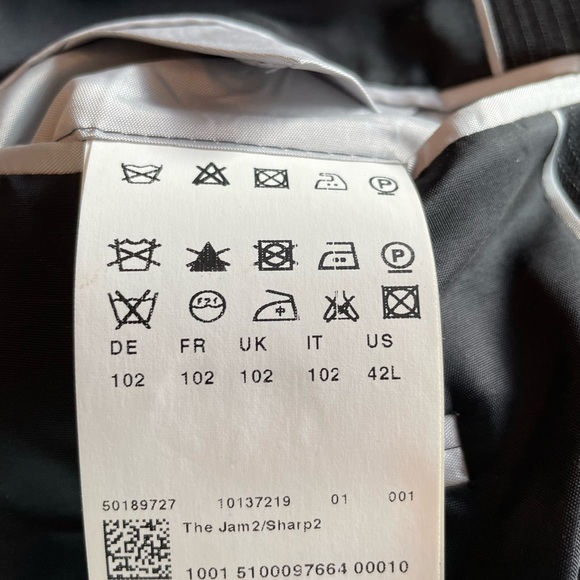 P
P
DE FR UK IT US
102 102 102 102 42L
50189727 10137219 01 001
The Jam2/Sharp2
1001 5100097664 00010